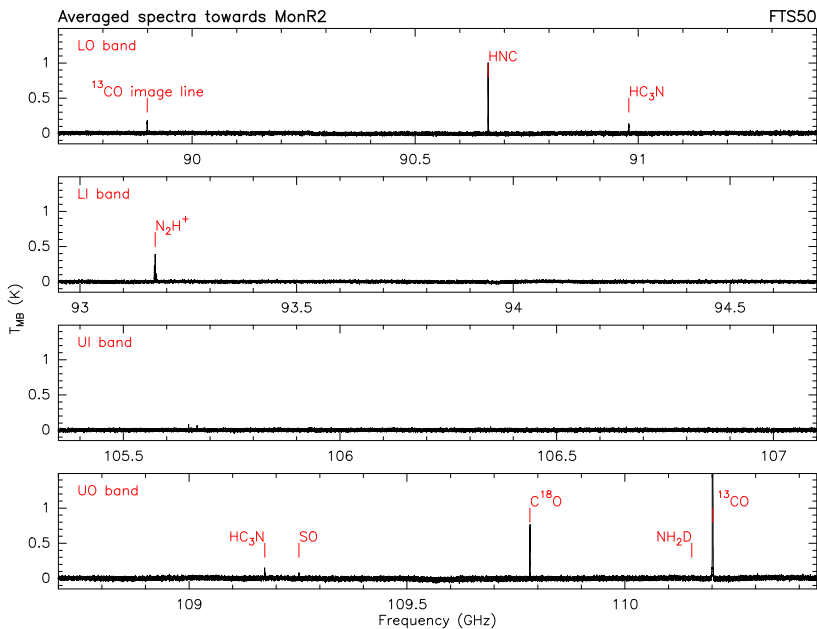 Averaged spectra towards MonR2 FTS50
LO band
HNC
¹³CO image line
HC₃N
1
0.5
0
90 90.5 91
LI band
N₂H⁺
1
0.5
0
93 93.5 94 94.5
T_MB (K)
UI band
1
0.5
0
105.5 106 106.5 107
UO band
C¹⁸O
¹³CO
HC₃N
SO
NH₂D
1
0.5
0
109 109.5 110
Frequency (GHz)